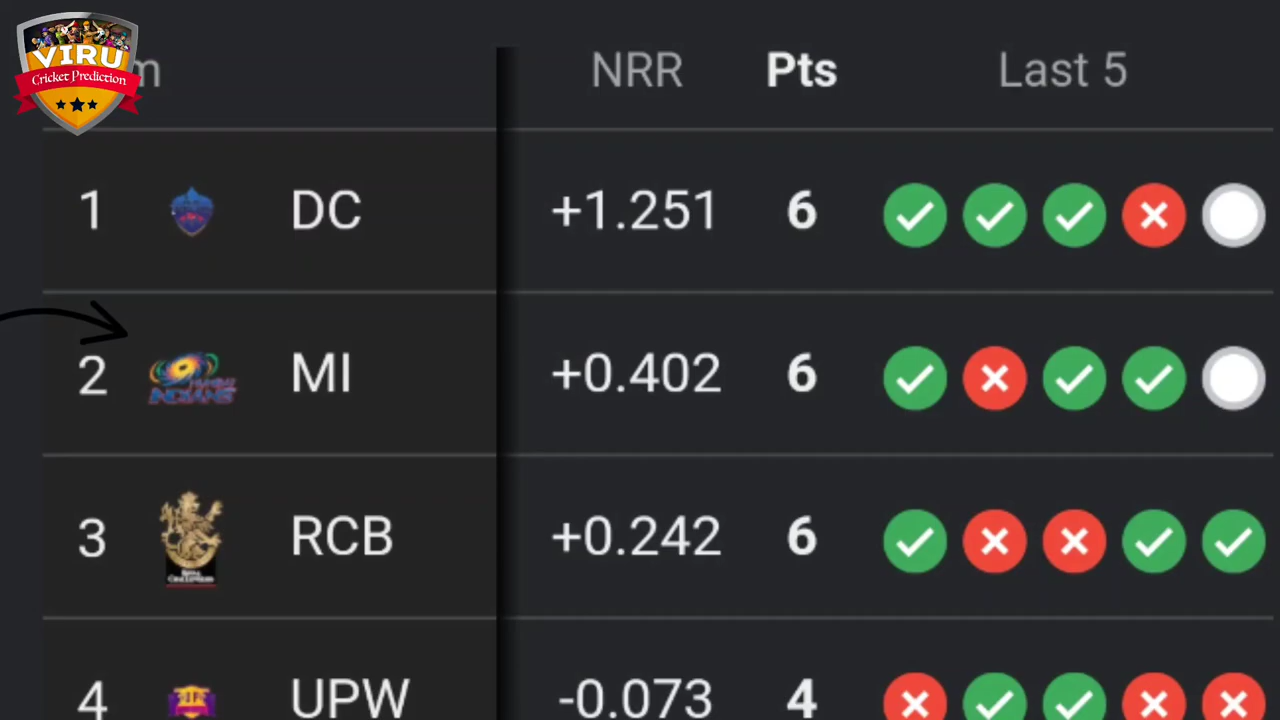 VIRU
Cricket Prediction
m NRR Pts Last 5
1 DC +1.251 6
2 MI +0.402 6
INDIANS
3 RCB +0.242 6
4 UPW -0.073 4